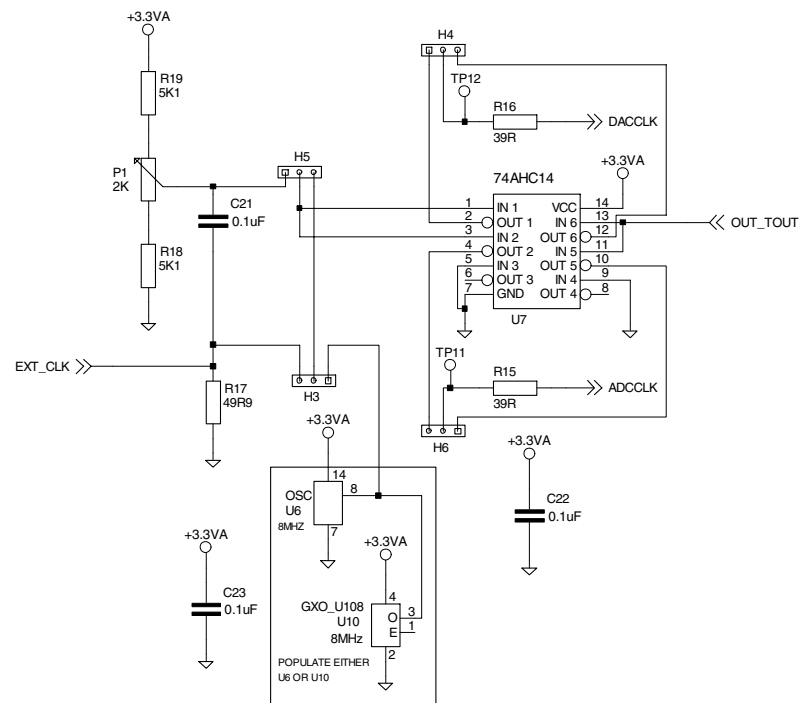 +3.3VA
R19
5K1
P1
2K
R18
5K1
C21
0.1uF
H5
EXT_CLK
R17
49R9
H3
H4
TP12
R16
39R
DACCLK
74AHC14
+3.3VA
1 IN 1
2 OUT 1
3 IN 2
4 OUT 2
5 IN 3
6 OUT 3
7 GND
VCC 14
IN 6 13
OUT 6 12
IN 5 11
OUT 5 10
IN 4 9
OUT 4 8
U7
OUT_TOUT
TP11
R15
39R
ADCCLK
H6
+3.3VA
14
OSC
U6
8MHZ
8
7
+3.3VA
4
GXO_U108
U10
8MHz
O 3
E 1
2
POPULATE EITHER
U6 OR U10
+3.3VA
C23
0.1uF
+3.3VA
C22
0.1uF